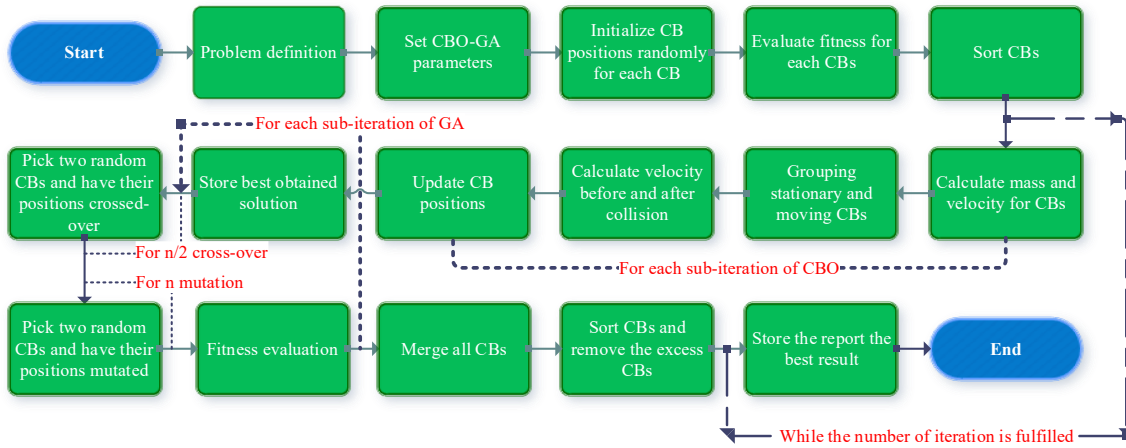 Start
Problem definition
Set CBO-GA
parameters
Initialize CB
positions randomly
for each CB
Evaluate fitness for
each CBs
Sort CBs
For each sub-iteration of GA
Pick two random
CBs and have their
positions crossed-
over
Store best obtained
solution
Update CB
positions
Calculate velocity
before and after
collision
Grouping
stationary and
moving CBs
Calculate mass and
velocity for CBs
For n/2 cross-over
For each sub-iteration of CBO
For n mutation
Pick two random
CBs and have their
positions mutated
Fitness evaluation
Merge all CBs
Sort CBs and
remove the excess
CBs
Store the report the
best result
End
While the number of iteration is fulfilled